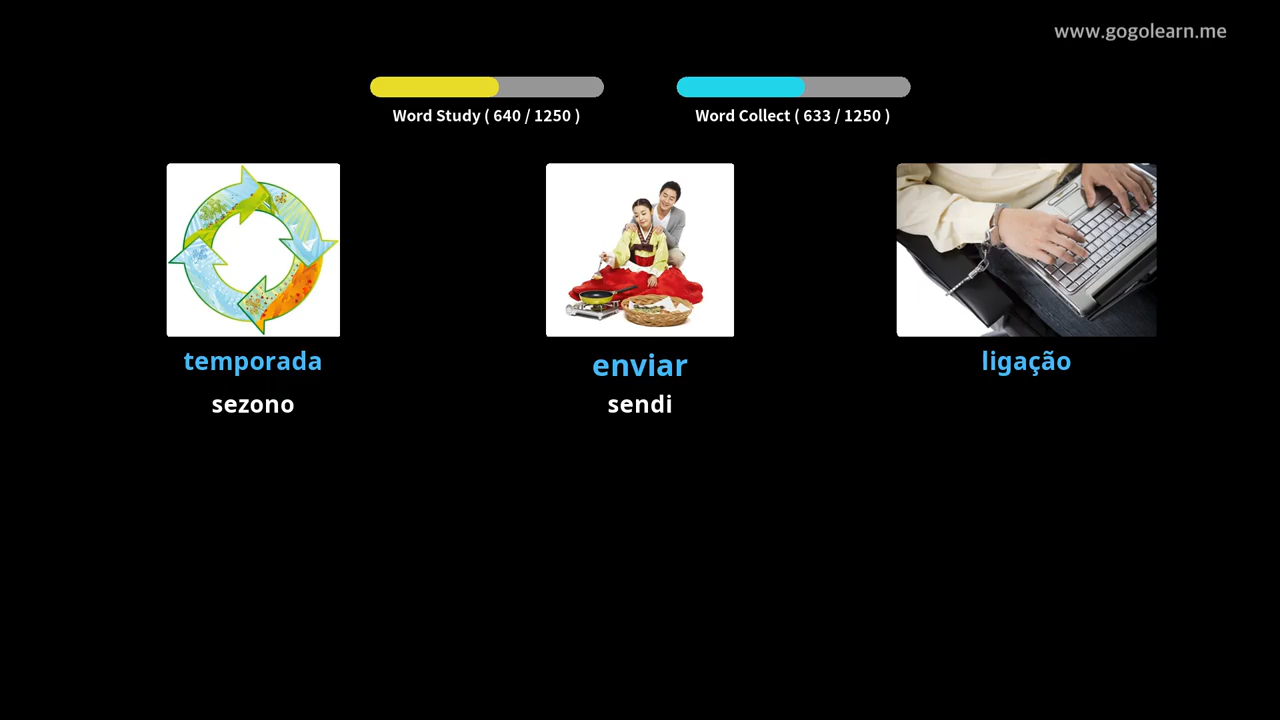 www.gogolearn.me
Word Study ( 640 / 1250 )
Word Collect ( 633 / 1250 )
temporada
enviar
ligação
sezono
sendi